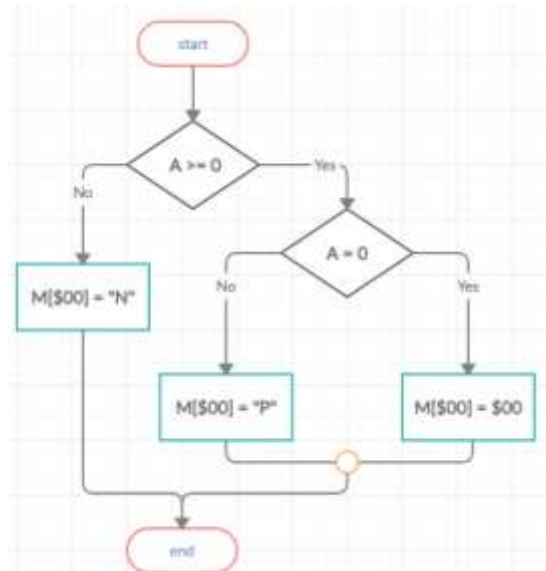 start
A >= 0
No
Yes
A = 0
M[$00] = "N"
No
Yes
M[$00] = "P"
M[$00] = $00
end